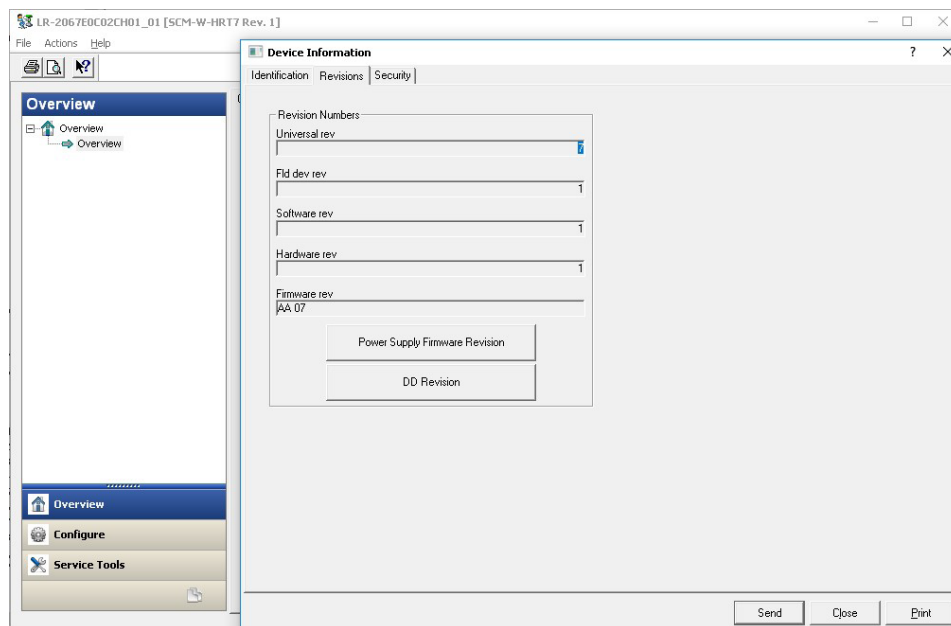 LR-2067E0C02CH01_01 [SCM-W-HRT7 Rev. 1]
File Actions Help
Device Information
Identification Revisions Security
Overview
Overview
Overview
Revision Numbers
Universal rev
7
Fld dev rev
1
Software rev
1
Hardware rev
1
Firmware rev
AA 07
Power Supply Firmware Revision
DD Revision
Overview
Configure
Service Tools
Send Close Print